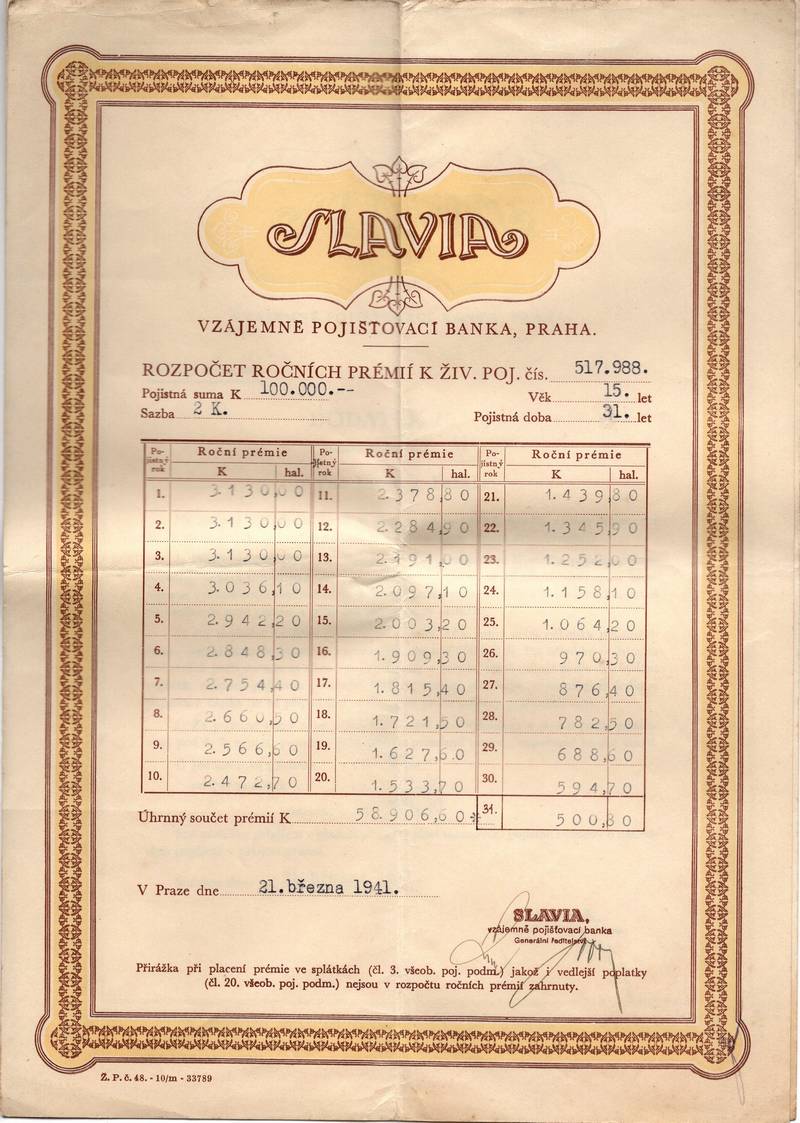 SLAVIA
VZÁJEMNĚ POJIŠŤOVACÍ BANKA, PRAHA.
ROZPOČET ROČNÍCH PRÉMIÍ K ŽIV. POJ. čís. 517.988.
Pojistná suma K 100.000.-- Věk 15. let
Sazba 2 K. Pojistná doba 31. let
Po-jistný rok Roční prémie K hal. Po-jistný rok Roční prémie K hal. Po-jistný rok Roční prémie K hal.
1. 3.130,00 11. 2.378,80 21. 1.439,80
2. 3.130,00 12. 2.284,90 22. 1.345,90
3. 3.130,00 13. 2.191,00 23. 1.252,00
4. 3.036,10 14. 2.097,10 24. 1.158,10
5. 2.942,20 15. 2.003,20 25. 1.064,20
6. 2.848,30 16. 1.909,30 26. 970,30
7. 2.754,40 17. 1.815,40 27. 876,40
8. 2.660,50 18. 1.721,50 28. 782,50
9. 2.566,60 19. 1.627,60 29. 688,60
10. 2.472,70 20. 1.533,70 30. 594,70
Úhrnný součet prémií K 58.906,60 31. 500,80
V Praze dne 21.března 1941.
SLAVIA,
vzájemně pojišťovací banka
Generální ředitelství
Přirážka při placení prémie ve splátkách (čl. 3. všeob. poj. podm.) jakož i vedlejší poplatky
(čl. 20. všeob. poj. podm.) nejsou v rozpočtu ročních prémií zahrnuty.
Ž. P. č. 48. - 10/m - 33789